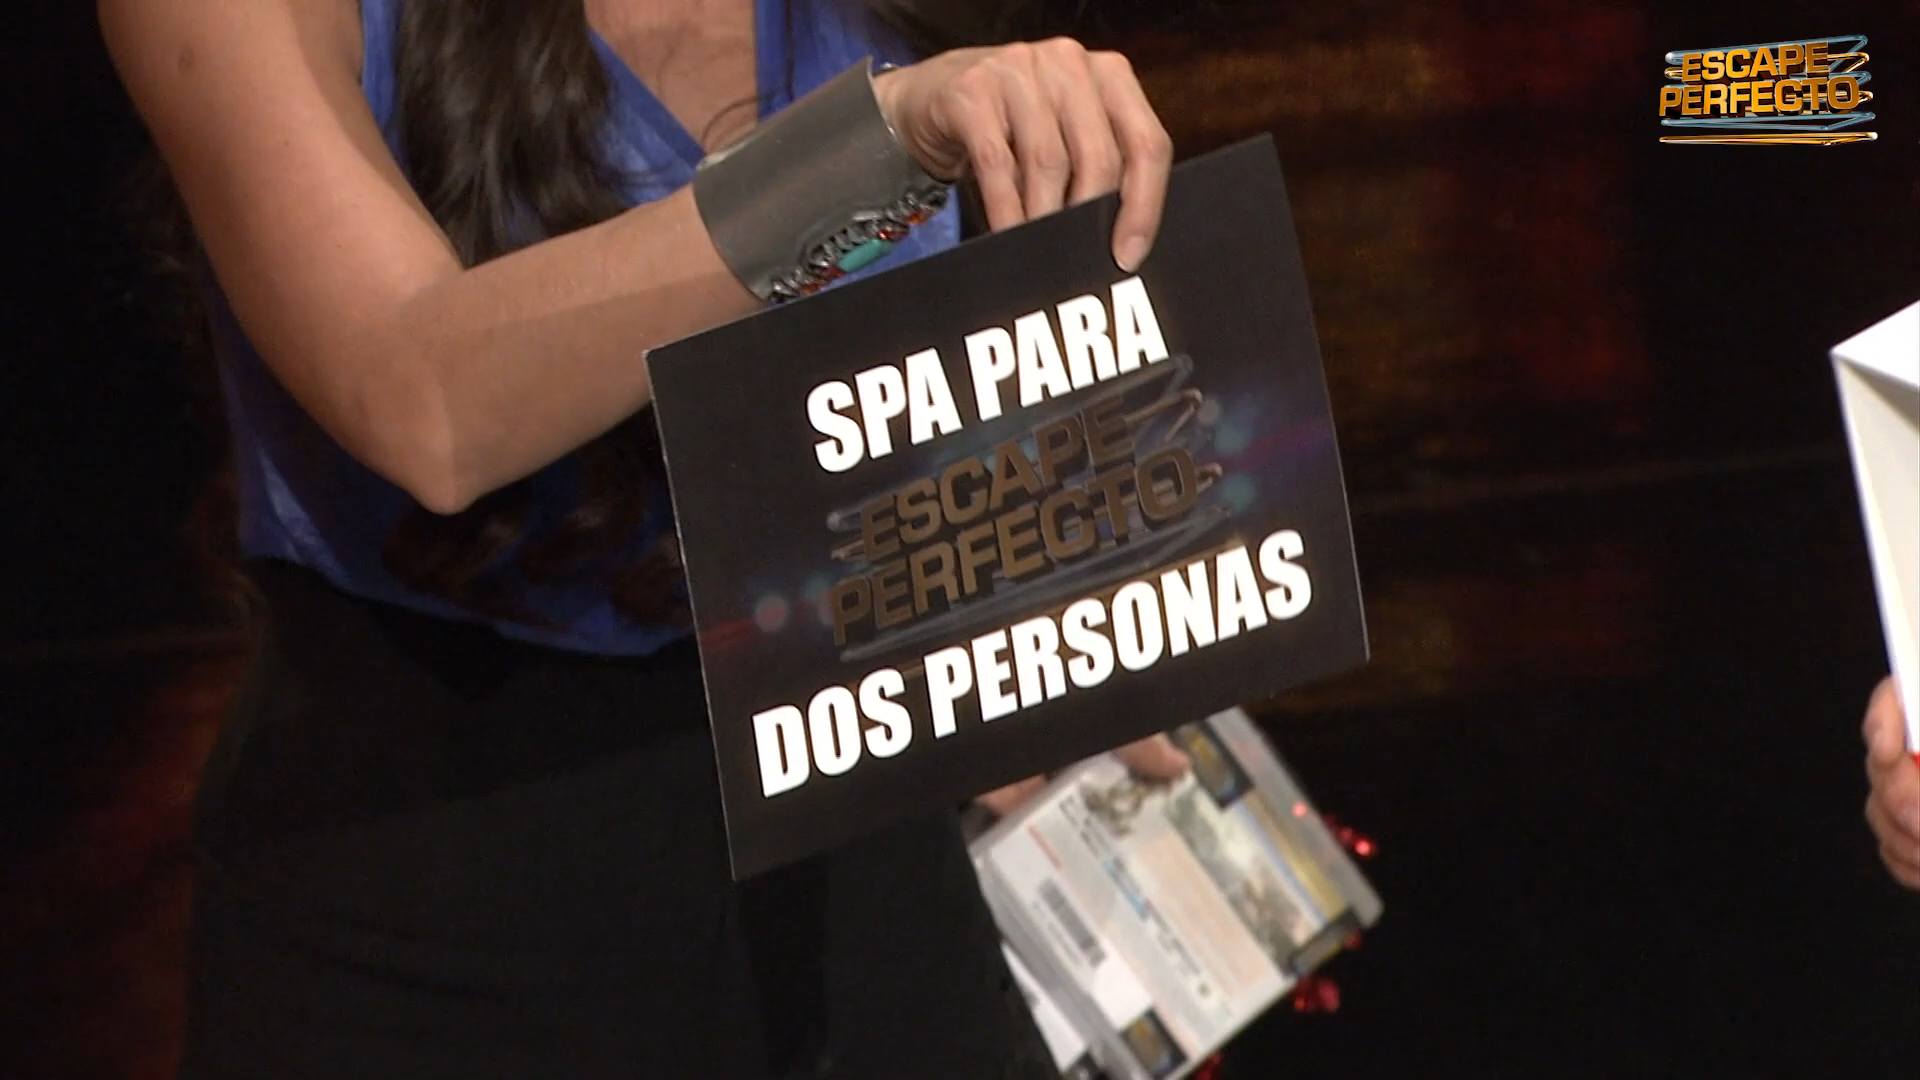 ESCAPE
PERFECTO
SPA PARA
ESCAPE
PERFECTO
DOS PERSONAS